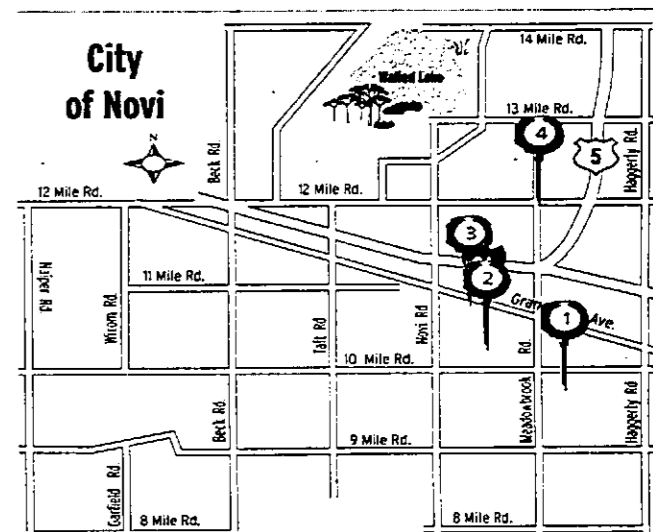 City
of Novi
N
14 Mile Rd.
Walled Lake
13 Mile Rd.
4
5
Haggerty Rd.
Beck Rd.
12 Mile Rd.
12 Mile Rd.
3
Napier Rd
11 Mile Rd.
2
Wixom Rd.
Taft Rd
Novi Rd
Ave.
1
10 Mile Rd.
Rd.
Meadowbrook
Haggerty Rd
Beck Rd.
9 Mile Rd.
Garfield Rd.
8 Mile Rd.
8 Mile Rd.